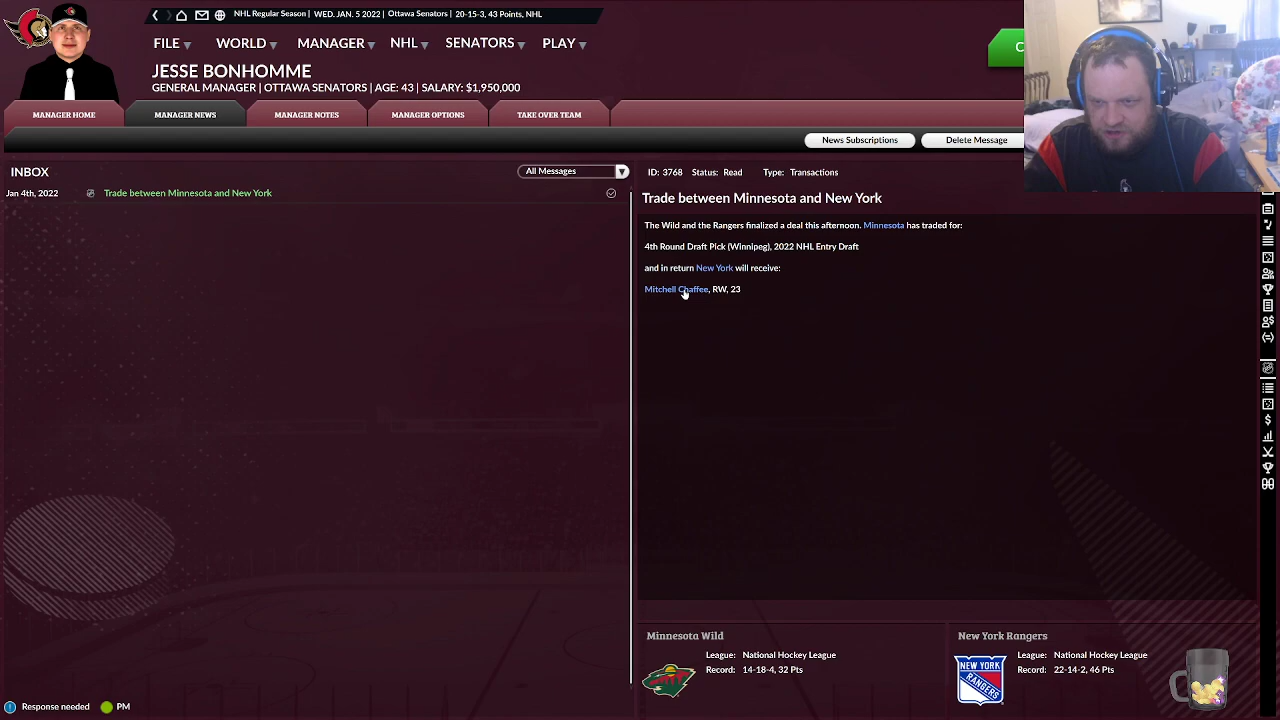 NHL Regular Season | WED. JAN. 5 2022 | Ottawa Senators | 20-15-3, 43 Points, NHL
FILE WORLD MANAGER NHL SENATORS PLAY
C
JESSE BONHOMME
GENERAL MANAGER | OTTAWA SENATORS | AGE: 43 | SALARY: $1,950,000
MANAGER HOME MANAGER NEWS MANAGER NOTES MANAGER OPTIONS TAKE OVER TEAM
News Subscriptions Delete Message
INBOX All Messages
Jan 4th, 2022 Trade between Minnesota and New York
ID: 3768 Status: Read Type: Transactions
Trade between Minnesota and New York
The Wild and the Rangers finalized a deal this afternoon. Minnesota has traded for:
4th Round Draft Pick (Winnipeg), 2022 NHL Entry Draft
and in return New York will receive:
Mitchell Chaffee, RW, 23
Minnesota Wild
League: National Hockey League
Record: 14-18-4, 32 Pts
New York Rangers
League: National Hockey League
Record: 22-14-2, 46 Pts
NEW YORK
RANGERS
Response needed PM